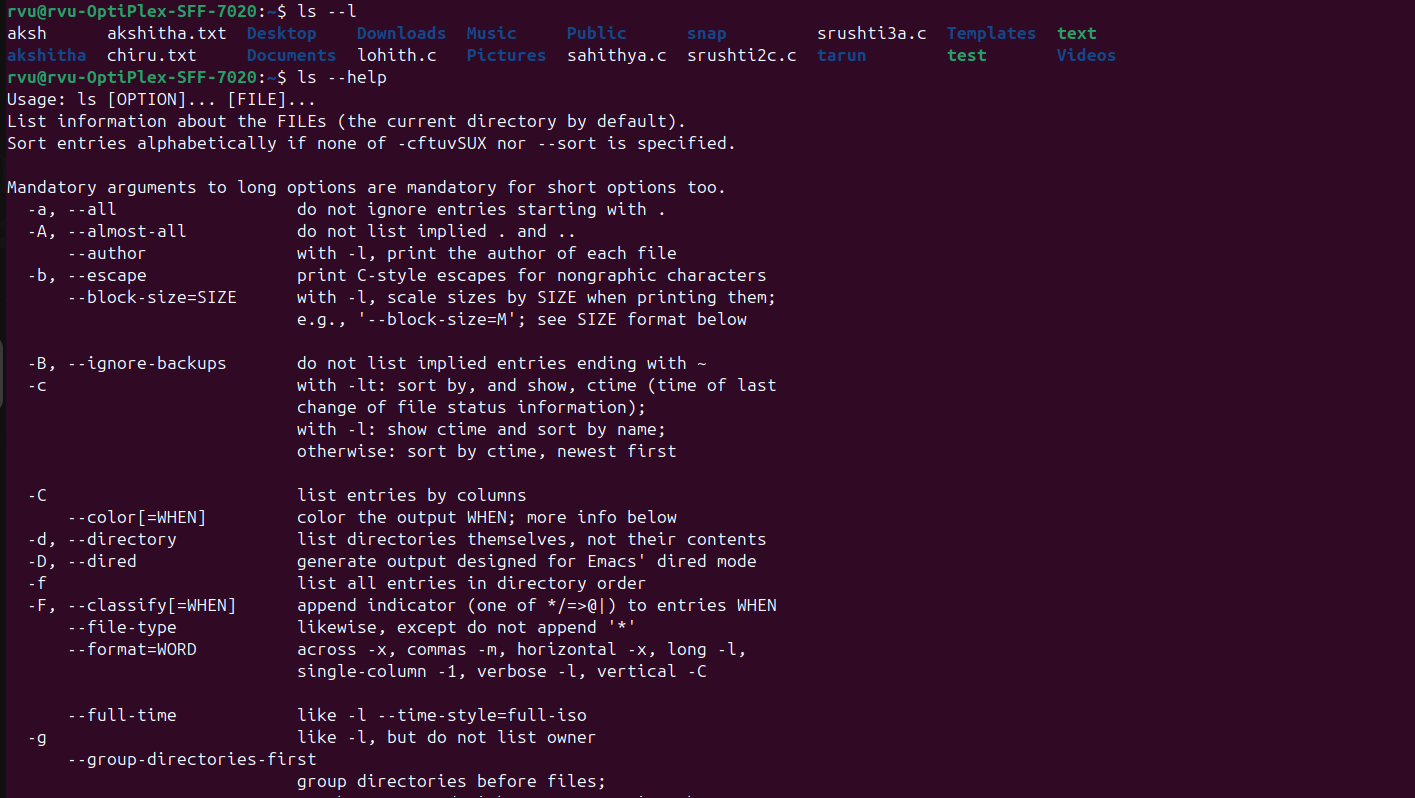 rvu@rvu-OptiPlex-SFF-7020:~$ ls --l
aksh      akshitha.txt  Desktop    Downloads  Music     Public      snap        srushti3a.c  Templates  text
akshitha  chiru.txt     Documents  lohith.c   Pictures  sahithya.c  srushti2c.c  tarun        test       Videos
rvu@rvu-OptiPlex-SFF-7020:~$ ls --help
Usage: ls [OPTION]... [FILE]...
List information about the FILEs (the current directory by default).
Sort entries alphabetically if none of -cftuvSUX nor --sort is specified.

Mandatory arguments to long options are mandatory for short options too.
  -a, --all                  do not ignore entries starting with .
  -A, --almost-all           do not list implied . and ..
      --author               with -l, print the author of each file
  -b, --escape               print C-style escapes for nongraphic characters
      --block-size=SIZE      with -l, scale sizes by SIZE when printing them;
                             e.g., '--block-size=M'; see SIZE format below

  -B, --ignore-backups       do not list implied entries ending with ~
  -c                         with -lt: sort by, and show, ctime (time of last
                             change of file status information);
                             with -l: show ctime and sort by name;
                             otherwise: sort by ctime, newest first

  -C                         list entries by columns
      --color[=WHEN]         color the output WHEN; more info below
  -d, --directory            list directories themselves, not their contents
  -D, --dired                generate output designed for Emacs' dired mode
  -f                         list all entries in directory order
  -F, --classify[=WHEN]      append indicator (one of */=>@|) to entries WHEN
      --file-type            likewise, except do not append '*'
      --format=WORD          across -x, commas -m, horizontal -x, long -l,
                             single-column -1, verbose -l, vertical -C

      --full-time            like -l --time-style=full-iso
  -g                         like -l, but do not list owner
      --group-directories-first
                             group directories before files;